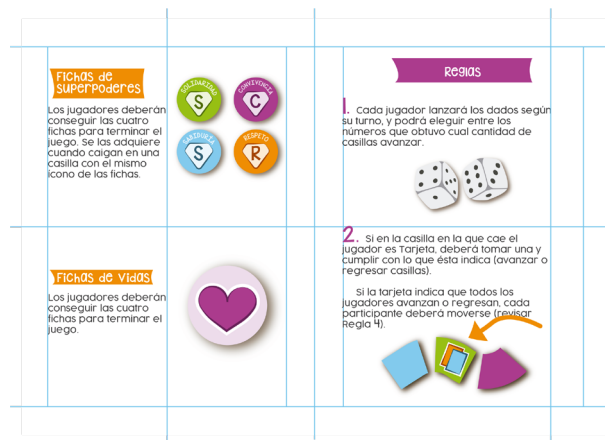 Fichas de
superpoderes
Los jugadores deberán
conseguir las cuatro
fichas para terminar el
juego. Se las adquiere
cuando caigan en una
casilla con el mismo
ícono de las fichas.
SOLIDARIDAD
S
CONVIVENCIA
C
SABIDURÍA
S
RESPETO
R
Fichas de vidas
Los jugadores deberán
conseguir las cuatro
fichas para terminar el
juego.
Reglas
1. Cada jugador lanzará los dados según
su turno, y podrá eleguir entre los
números que obtuvo cual cantidad de
casillas avanzar.
2. Si en la casilla en la que cae el
jugador es Tarjeta, deberá tomar una y
cumplir con lo que ésta indica (avanzar o
regresar casillas).
Si la tarjeta indica que todos los
jugadores avanzan o regresan, cada
participante deberá moverse (revisar
Regla 4).